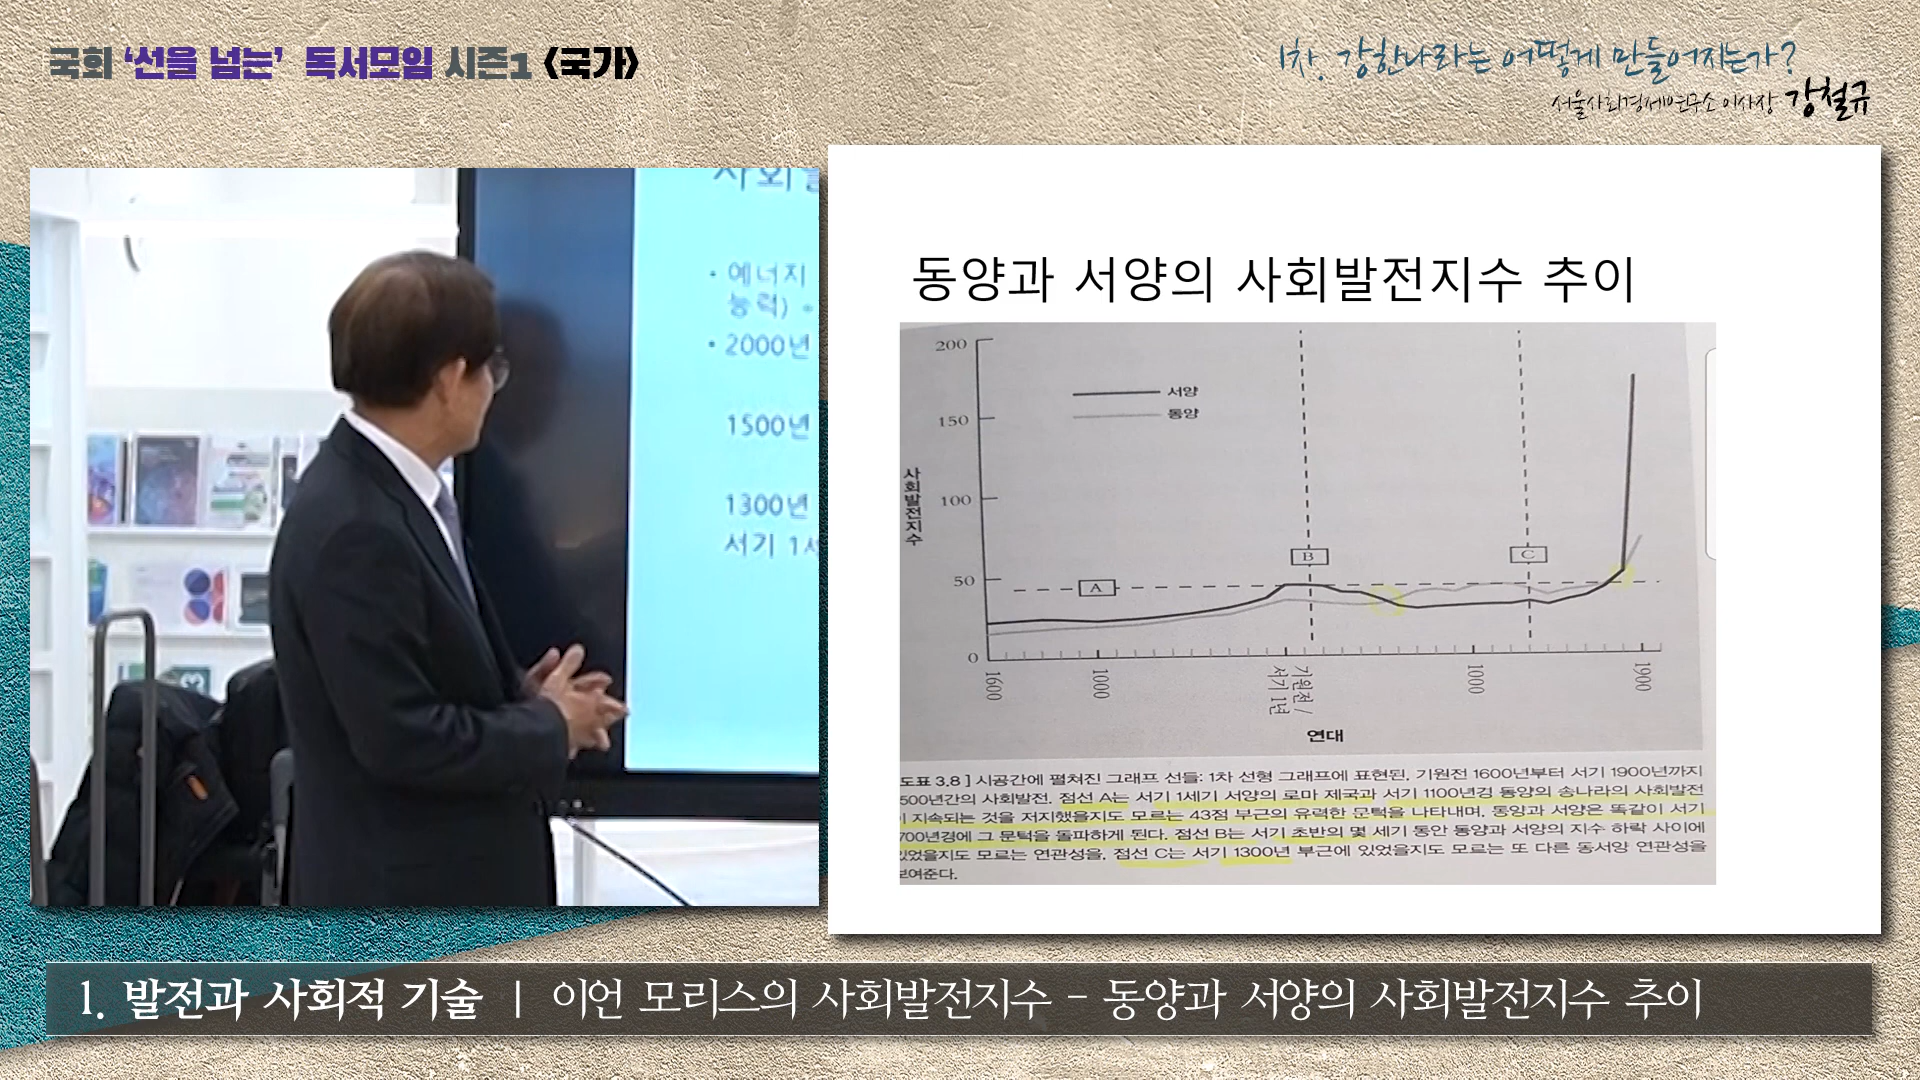 국회 '선을 넘는' 독서모임 시즌1 <국가>
1차. 강한나라는 어떻게 만들어지는가?
서울사회경제연구소 이사장 강철규
사회발
• 에너지
능력) =
• 2000년
1500년
1300년
서기 1세
동양과 서양의 사회발전지수 추이
200
150
100
50
0
사회발전지수
서양
동양
A
B
C
1600
1000
기원전 /
서기 1년
1000
1900
연대
도표 3.8 ] 시공간에 펼쳐진 그래프 선들: 1차 선형 그래프에 표현된, 기원전 1600년부터 서기 1900년까지
500년간의 사회발전. 점선 A는 서기 1세기 서양의 로마 제국과 서기 1100년경 동양의 송나라의 사회발전
이 지속되는 것을 저지했을지도 모르는 43점 부근의 유력한 문턱을 나타내며, 동양과 서양은 똑같이 서기
700년경에 그 문턱을 돌파하게 된다. 점선 B는 서기 초반의 몇 세기 동안 동양과 서양의 지수 하락 사이에
있었을지도 모르는 연관성을, 점선 C는 서기 1300년 부근에 있었을지도 모르는 또 다른 동서양 연관성을
보여준다.
1. 발전과 사회적 기술 | 이언 모리스의 사회발전지수 - 동양과 서양의 사회발전지수 추이